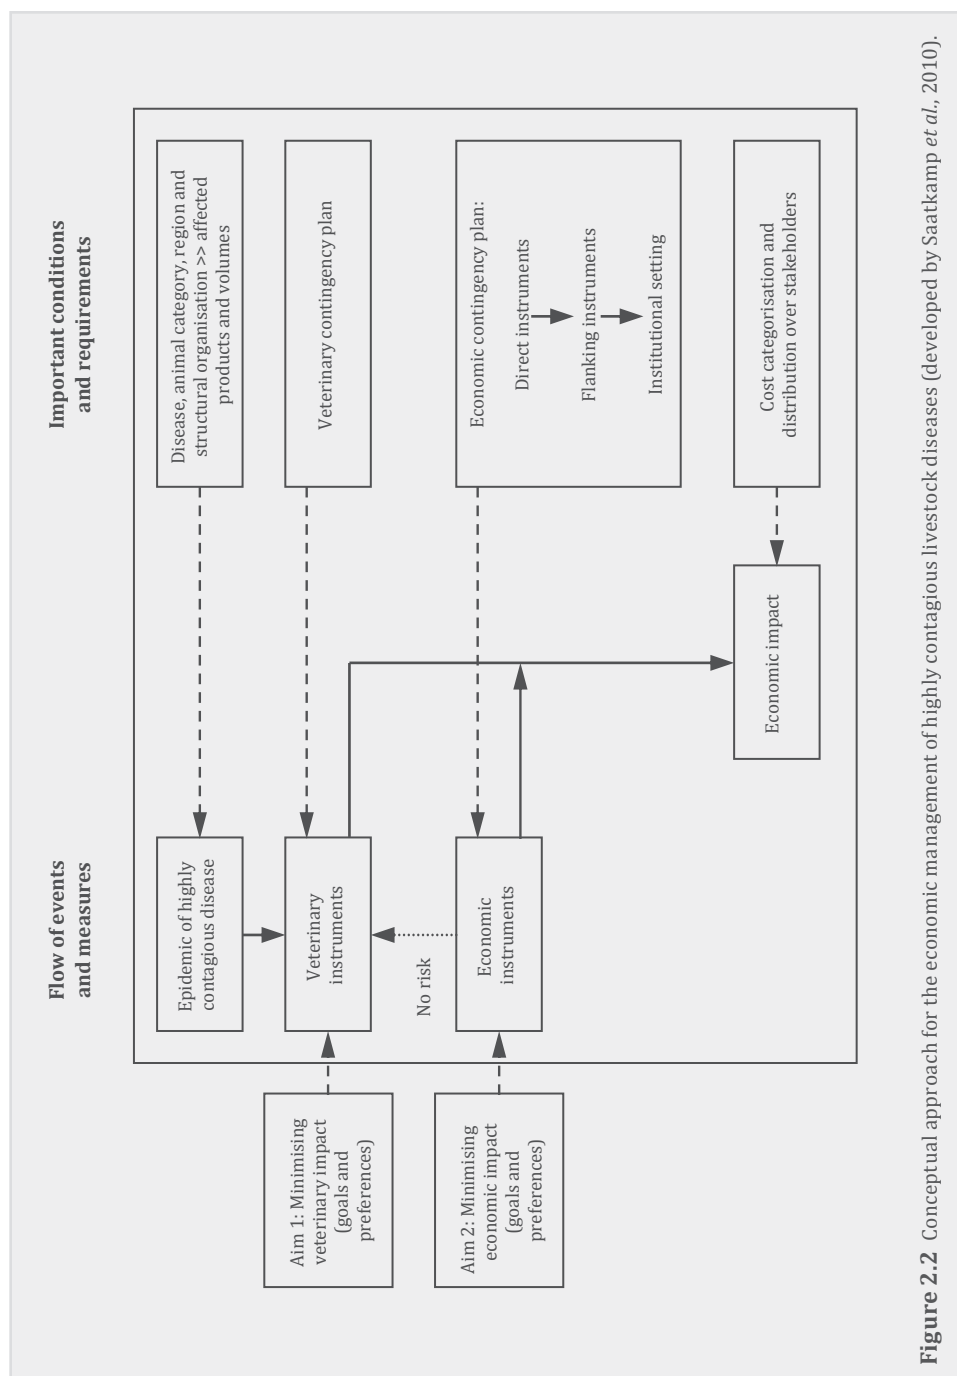 Flow of events
and measures
Important conditions
and requirements
Epidemic of highly
contagious disease
Disease, animal category, region and
structural organisation >> affected
products and volumes
Aim 1: Minimising
veterinary impact
(goals and
preferences)
Veterinary
instruments
Veterinary contingency plan
No risk
Aim 2: Minimising
economic impact
(goals and
preferences)
Economic
instruments
Economic contingency plan:
Direct instruments
Flanking instruments
Institutional setting
Economic impact
Cost categorisation and
distribution over stakeholders
Figure 2.2 Conceptual approach for the economic management of highly contagious livestock diseases (developed by Saatkamp et al., 2010).